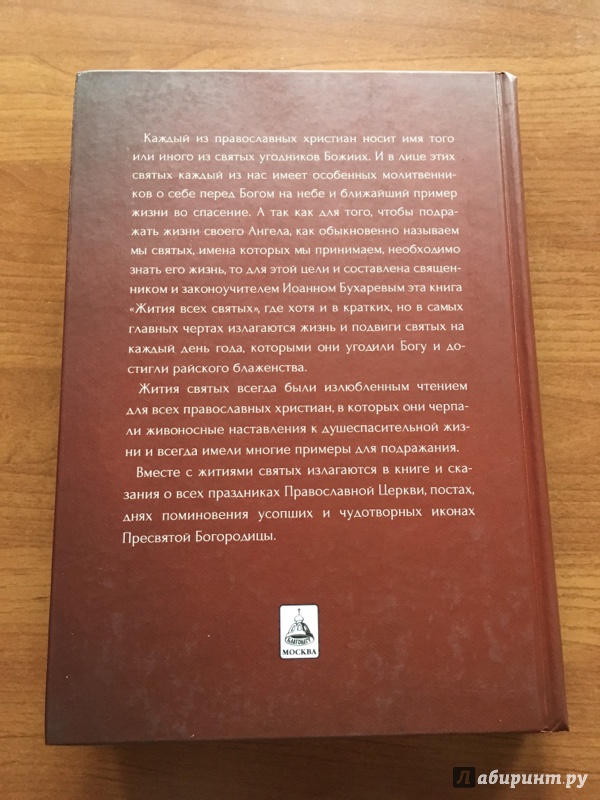 Каждый из православных христиан носит имя того
или иного из святых угодников Божиих. И в лице этих
святых каждый из нас имеет особенных молитвенни-
ков о себе перед Богом на небе и ближайший пример
жизни во спасение. А так как для того, чтобы подра-
жать жизни своего Ангела, как обыкновенно называем
мы святых, имена которых мы принимаем, необходимо
знать его жизнь, то для этой цели и составлена священ-
ником и законоучителем Иоанном Бухаревым эта книга
«Жития всех святых», где хотя и в кратких, но в самых
главных чертах излагаются жизнь и подвиги святых на
каждый день года, которыми они угодили Богу и до-
стигли райского блаженства.
Жития святых всегда были излюбленным чтением
для всех православных христиан, в которых они черпа-
ли живоносные наставления к душеспасительной жиз-
ни и всегда имели многие примеры для подражания.
Вместе с житиями святых излагаются в книге и ска-
зания о всех праздниках Православной Церкви, постах,
днях поминовения усопших и чудотворных иконах
Пресвятой Богородицы.
БЛАГОВЕСТ
МОСКВА
Лабиринт.ру